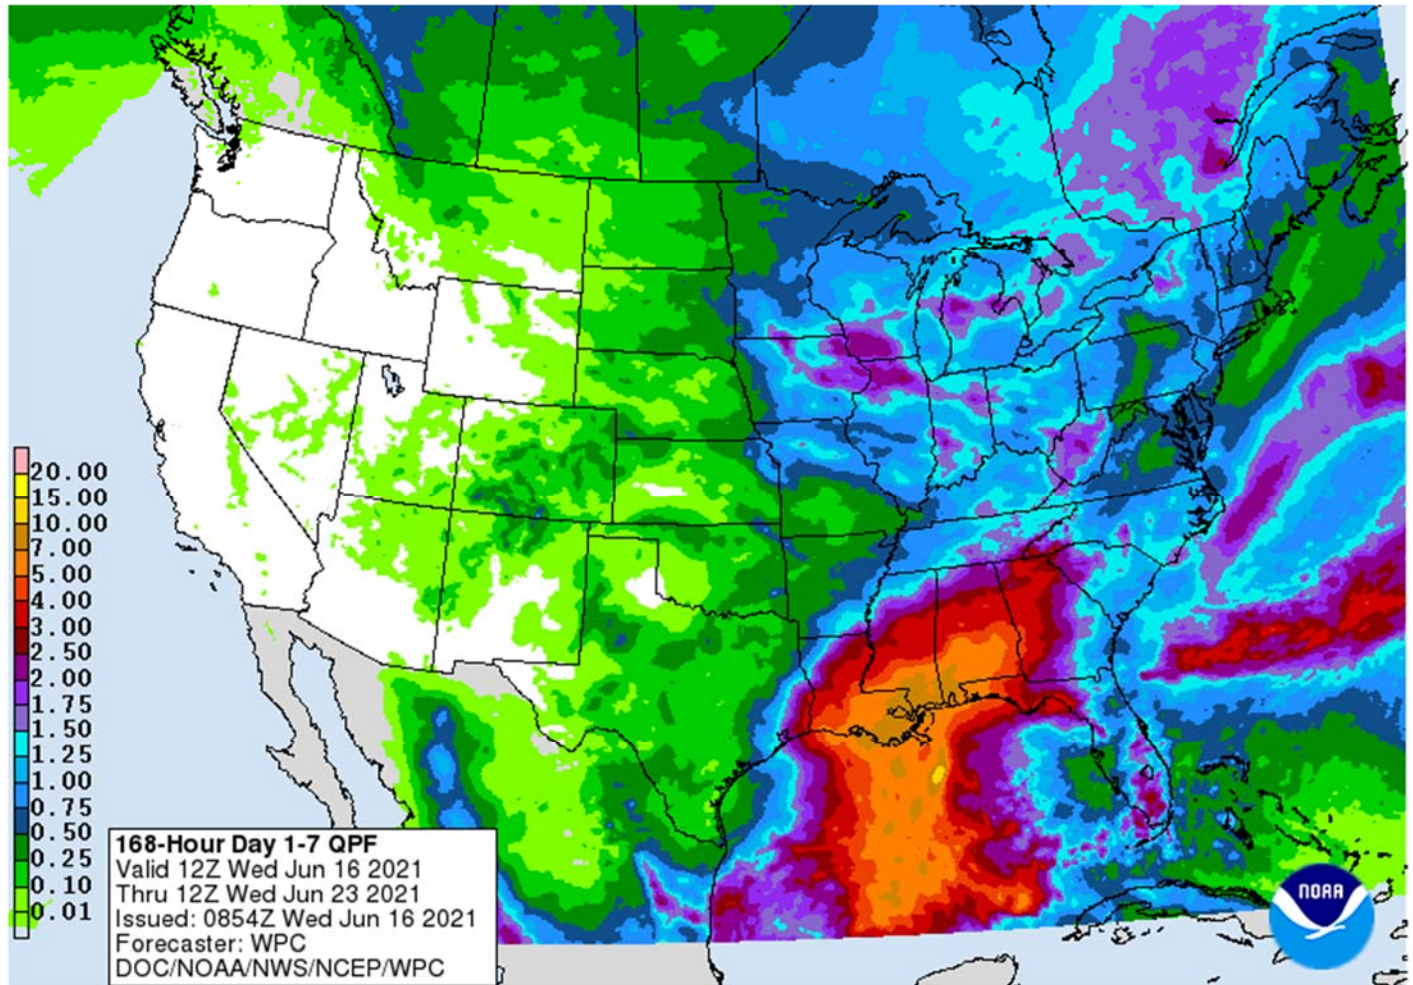 20.00
15.00
10.00
7.00
5.00
4.00
3.00
2.50
2.00
1.75
1.50
1.25
1.00
0.75
0.50
0.25
0.10
0.01
168-Hour Day 1-7 QPF
Valid 12Z Wed Jun 16 2021
Thru 12Z Wed Jun 23 2021
Issued: 0854Z Wed Jun 16 2021
Forecaster: WPC
DOC/NOAA/NWS/NCEP/WPC
NOAA